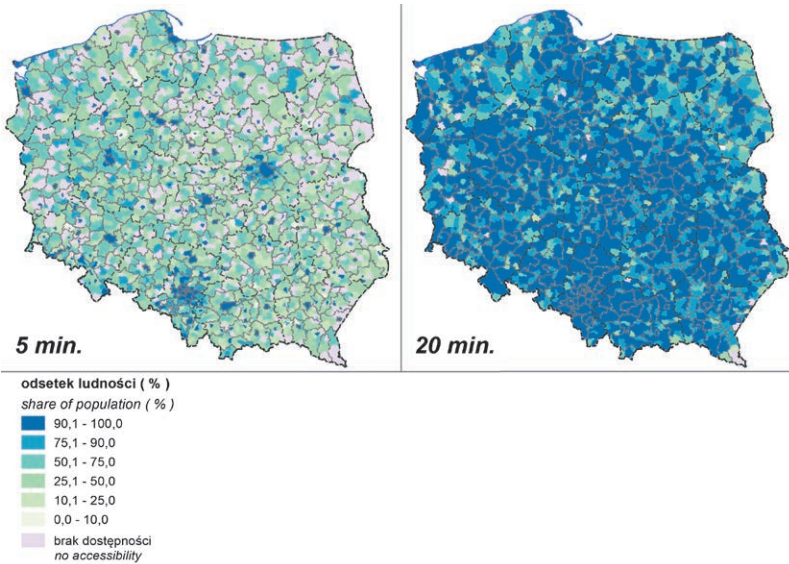 5 min.
20 min.
odsetek ludności ( % )
share of population ( % )
90,1 - 100,0
75,1 - 90,0
50,1 - 75,0
25,1 - 50,0
10,1 - 25,0
0,0 - 10,0
brak dostępności
no accessibility